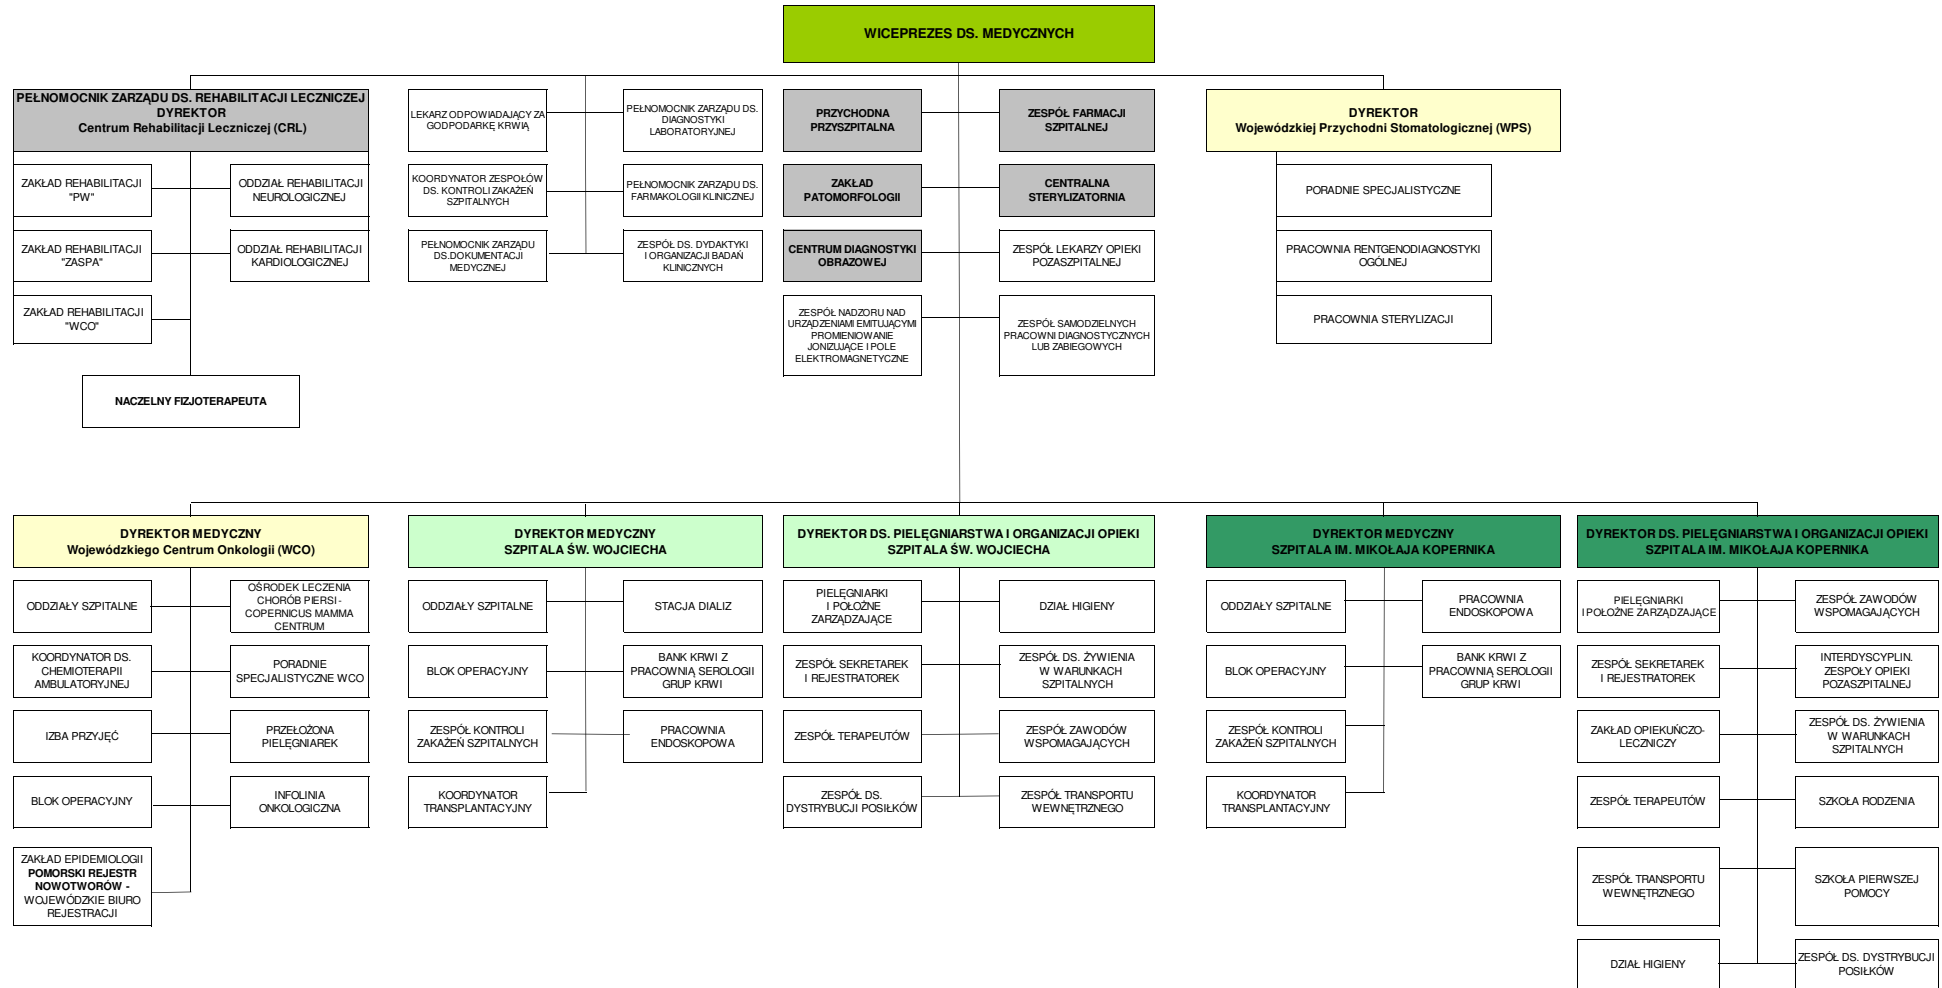 WICEPREZES DS. MEDYCZNYCH
PEŁNOMOCNIK ZARZĄDU DS. REHABILITACJI LECZNICZEJ
DYREKTOR
Centrum Rehabilitacji Leczniczej (CRL)
ZAKŁAD REHABILITACJI
"PW"
ODDZIAŁ REHABILITACJI
NEUROLOGICZNEJ
ZAKŁAD REHABILITACJI
"ZASPA"
ODDZIAŁ REHABILITACJI
KARDIOLOGICZNEJ
ZAKŁAD REHABILITACJI
"WCO"
NACZELNY FIZJOTERAPEUTA
LEKARZ ODPOWIADAJĄCY ZA
GODPODARKĘ KRWIĄ
PEŁNOMOCNIK ZARZĄDU DS.
DIAGNOSTYKI
LABORATORYJNEJ
KOORDYNATOR ZESPOŁÓW
DS. KONTROLI ZAKAŻEŃ
SZPITALNYCH
PEŁNOMOCNIK ZARZĄDU DS.
FARMAKOLOGII KLINICZNEJ
PEŁNOMOCNIK ZARZĄDU
DS.DOKUMENTACJI
MEDYCZNEJ
ZESPÓŁ DS. DYDAKTYKI
I ORGANIZACJI BADAŃ
KLINICZNYCH
PRZYCHODNA
PRZYSZPITALNA
ZESPÓŁ FARMACJI
SZPITALNEJ
ZAKŁAD
PATOMORFOLOGII
CENTRALNA
STERYLIZATORNIA
CENTRUM DIAGNOSTYKI
OBRAZOWEJ
ZESPÓŁ LEKARZY OPIEKI
POZASZPITALNEJ
ZESPÓŁ NADZORU NAD
URZĄDZENIAMI EMITUJĄCYMI
PROMIENIOWANIE
JONIZUJĄCE I POLE
ELEKTROMAGNETYCZNE
ZESPÓŁ SAMODZIELNYCH
PRACOWNI DIAGNOSTYCZNYCH
LUB ZABIEGOWYCH
DYREKTOR
Wojewódzkiej Przychodni Stomatologicznej (WPS)
PORADNIE SPECJALISTYCZNE
PRACOWNIA RENTGENODIAGNOSTYKI
OGÓLNEJ
PRACOWNIA STERYLIZACJI
DYREKTOR MEDYCZNY
Wojewódzkiego Centrum Onkologii (WCO)
ODDZIAŁY SZPITALNE
OŚRODEK LECZENIA
CHORÓB PIERSI -
COPERNICUS MAMMA
CENTRUM
KOORDYNATOR DS.
CHEMIOTERAPII
AMBULATORYJNEJ
PORADNIE
SPECJALISTYCZNE WCO
IZBA PRZYJĘĆ
PRZEŁOŻONA
PIELĘGNIAREK
BLOK OPERACYJNY
INFOLINIA
ONKOLOGICZNA
ZAKŁAD EPIDEMIOLOGII
POMORSKI REJESTR
NOWOTWORÓW -
WOJEWÓDZKIE BIURO
REJESTRACJI
DYREKTOR MEDYCZNY
SZPITALA ŚW. WOJCIECHA
ODDZIAŁY SZPITALNE
STACJA DIALIZ
BLOK OPERACYJNY
BANK KRWI Z
PRACOWNIĄ SEROLOGII
GRUP KRWI
ZESPÓŁ KONTROLI
ZAKAŻEŃ SZPITALNYCH
PRACOWNIA
ENDOSKOPOWA
KOORDYNATOR
TRANSPLANTACYJNY
DYREKTOR DS. PIELĘGNIARSTWA I ORGANIZACJI OPIEKI
SZPITALA ŚW. WOJCIECHA
PIELĘGNIARKI
I POŁOŻNE
ZARZĄDZAJĄCE
DZIAŁ HIGIENY
ZESPÓŁ SEKRETAREK
I REJESTRATOREK
ZESPÓŁ DS. ŻYWIENIA
W WARUNKACH
SZPITALNYCH
ZESPÓŁ TERAPEUTÓW
ZESPÓŁ ZAWODÓW
WSPOMAGAJĄCYCH
ZESPÓŁ DS.
DYSTRYBUCJI POSIŁKÓW
ZESPÓŁ TRANSPORTU
WEWNĘTRZNEGO
DYREKTOR MEDYCZNY
SZPITALA IM. MIKOŁAJA KOPERNIKA
ODDZIAŁY SZPITALNE
PRACOWNIA
ENDOSKOPOWA
BLOK OPERACYJNY
BANK KRWI Z
PRACOWNIĄ SEROLOGII
GRUP KRWI
ZESPÓŁ KONTROLI
ZAKAŻEŃ SZPITALNYCH
KOORDYNATOR
TRANSPLANTACYJNY
DYREKTOR DS. PIELĘGNIARSTWA I ORGANIZACJI OPIEKI
SZPITALA IM. MIKOŁAJA KOPERNIKA
PIELĘGNIARKI
I POŁOŻNE ZARZĄDZAJĄCE
ZESPÓŁ ZAWODÓW
WSPOMAGAJĄCYCH
ZESPÓŁ SEKRETAREK
I REJESTRATOREK
INTERDYSCYPLIN.
ZESPOŁY OPIEKI
POZASZPITALNEJ
ZAKŁAD OPIEKUŃCZO-
LECZNICZY
ZESPÓŁ DS. ŻYWIENIA
W WARUNKACH
SZPITALNYCH
ZESPÓŁ TERAPEUTÓW
SZKOŁA RODZENIA
ZESPÓŁ TRANSPORTU
WEWNĘTRZNEGO
SZKOŁA PIERWSZEJ
POMOCY
DZIAŁ HIGIENY
ZESPÓŁ DS. DYSTRYBUCJI
POSIŁKÓW